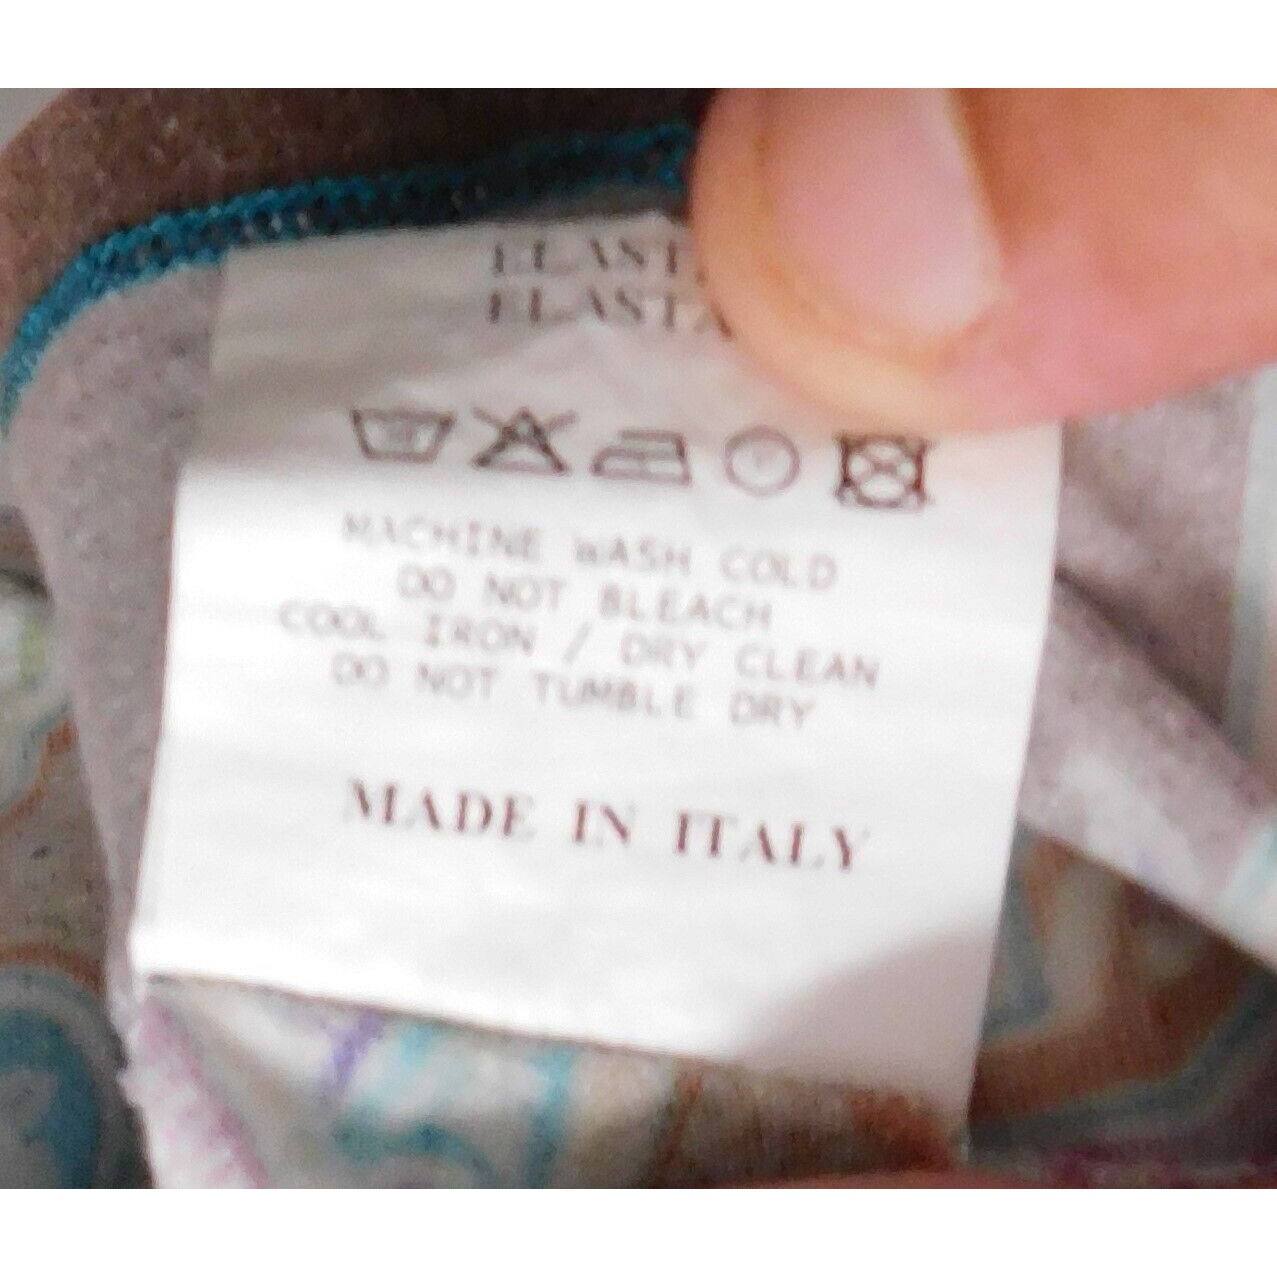 MACHINE WASH COLD
DO NOT BLEACH
COOL IRON / DRY CLEAN
DO NOT TUMBLE DRY
MADE IN ITALY